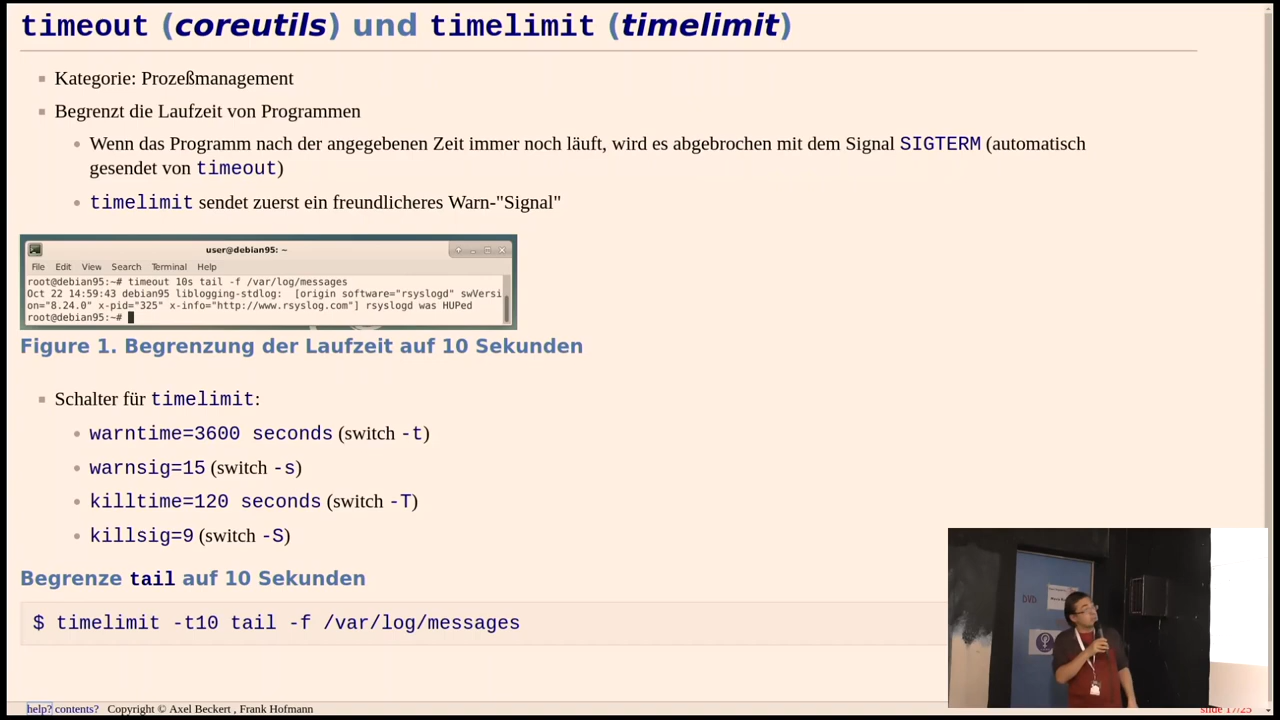 timeout (coreutils) und timelimit (timelimit)
Kategorie: Prozeßmanagement
Begrenzt die Laufzeit von Programmen
Wenn das Programm nach der angegebenen Zeit immer noch läuft, wird es abgebrochen mit dem Signal SIGTERM (automatisch
gesendet von timeout)
timelimit sendet zuerst ein freundlicheres Warn-"Signal"
user@debian95: ~
File Edit View Search Terminal Help
root@debian95:~# timeout 10s tail -f /var/log/messages
Oct 22 14:59:43 debian95 liblogging-stdlog:  [origin software="rsyslogd" swVersi
on="8.24.0" x-pid="325" x-info="http://www.rsyslog.com"] rsyslogd was HUPed
root@debian95:~#
Figure 1. Begrenzung der Laufzeit auf 10 Sekunden
Schalter für timelimit:
warntime=3600 seconds (switch -t)
warnsig=15 (switch -s)
killtime=120 seconds (switch -T)
killsig=9 (switch -S)
Begrenze tail auf 10 Sekunden
$ timelimit -t10 tail -f /var/log/messages
DVD
help? contents? Copyright © Axel Beckert , Frank Hofmann
slide 17/25